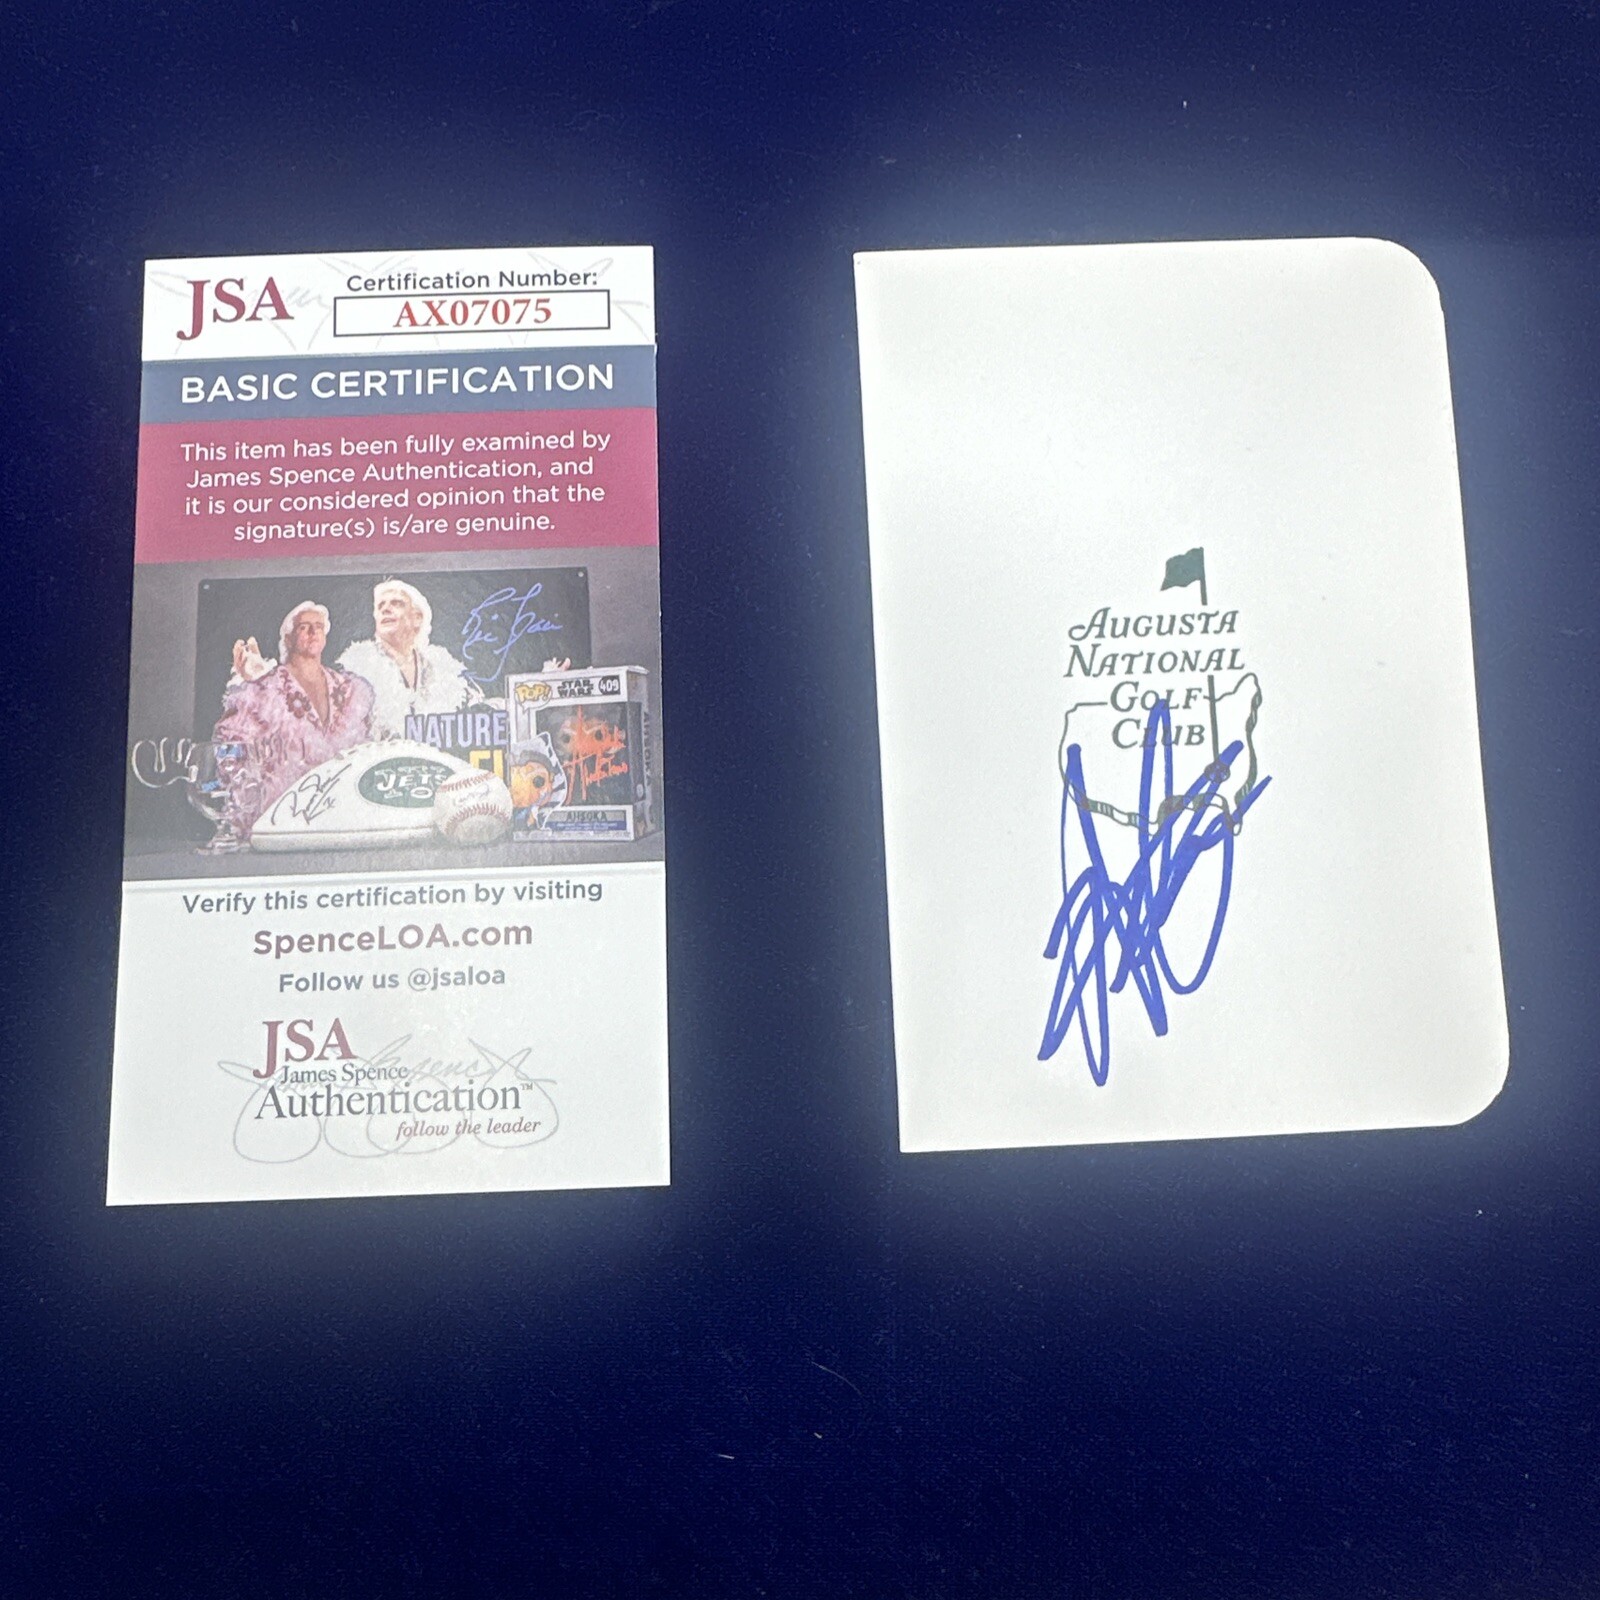 JSA
Certification Number:
AX07075
BASIC CERTIFICATION
This item has been fully examined by
James Spence Authentication, and
it is our considered opinion that the
signature(s) is/are genuine.
NATURE
JETS
POP!
STAR
WARS
409
AHSOKA
Verify this certification by visiting
SpenceLOA.com
Follow us @jsaloa
JSA
James Spence
Authentication™
follow the leader
AUGUSTA
NATIONAL
GOLF
CLUB